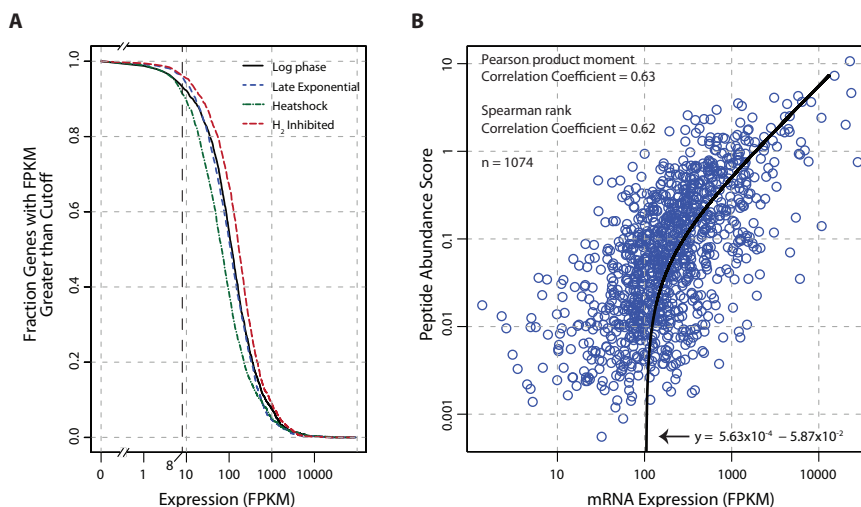 A
Fraction Genes with FPKM
Greater than Cutoff
1.0
0.8
0.6
0.4
0.2
0.0
Log phase
Late Exponential
Heatshock
H2 Inhibited
0 1 8 10 100 1000 10000
Expression (FPKM)
B
Peptide Abundance Score
10
1
0.1
0.01
0.001
Pearson product moment
Correlation Coefficient = 0.63
Spearman rank
Correlation Coefficient = 0.62
n = 1074
y = 5.63x10-4 − 5.87x10-2
10 100 1000 10000
mRNA Expression (FPKM)